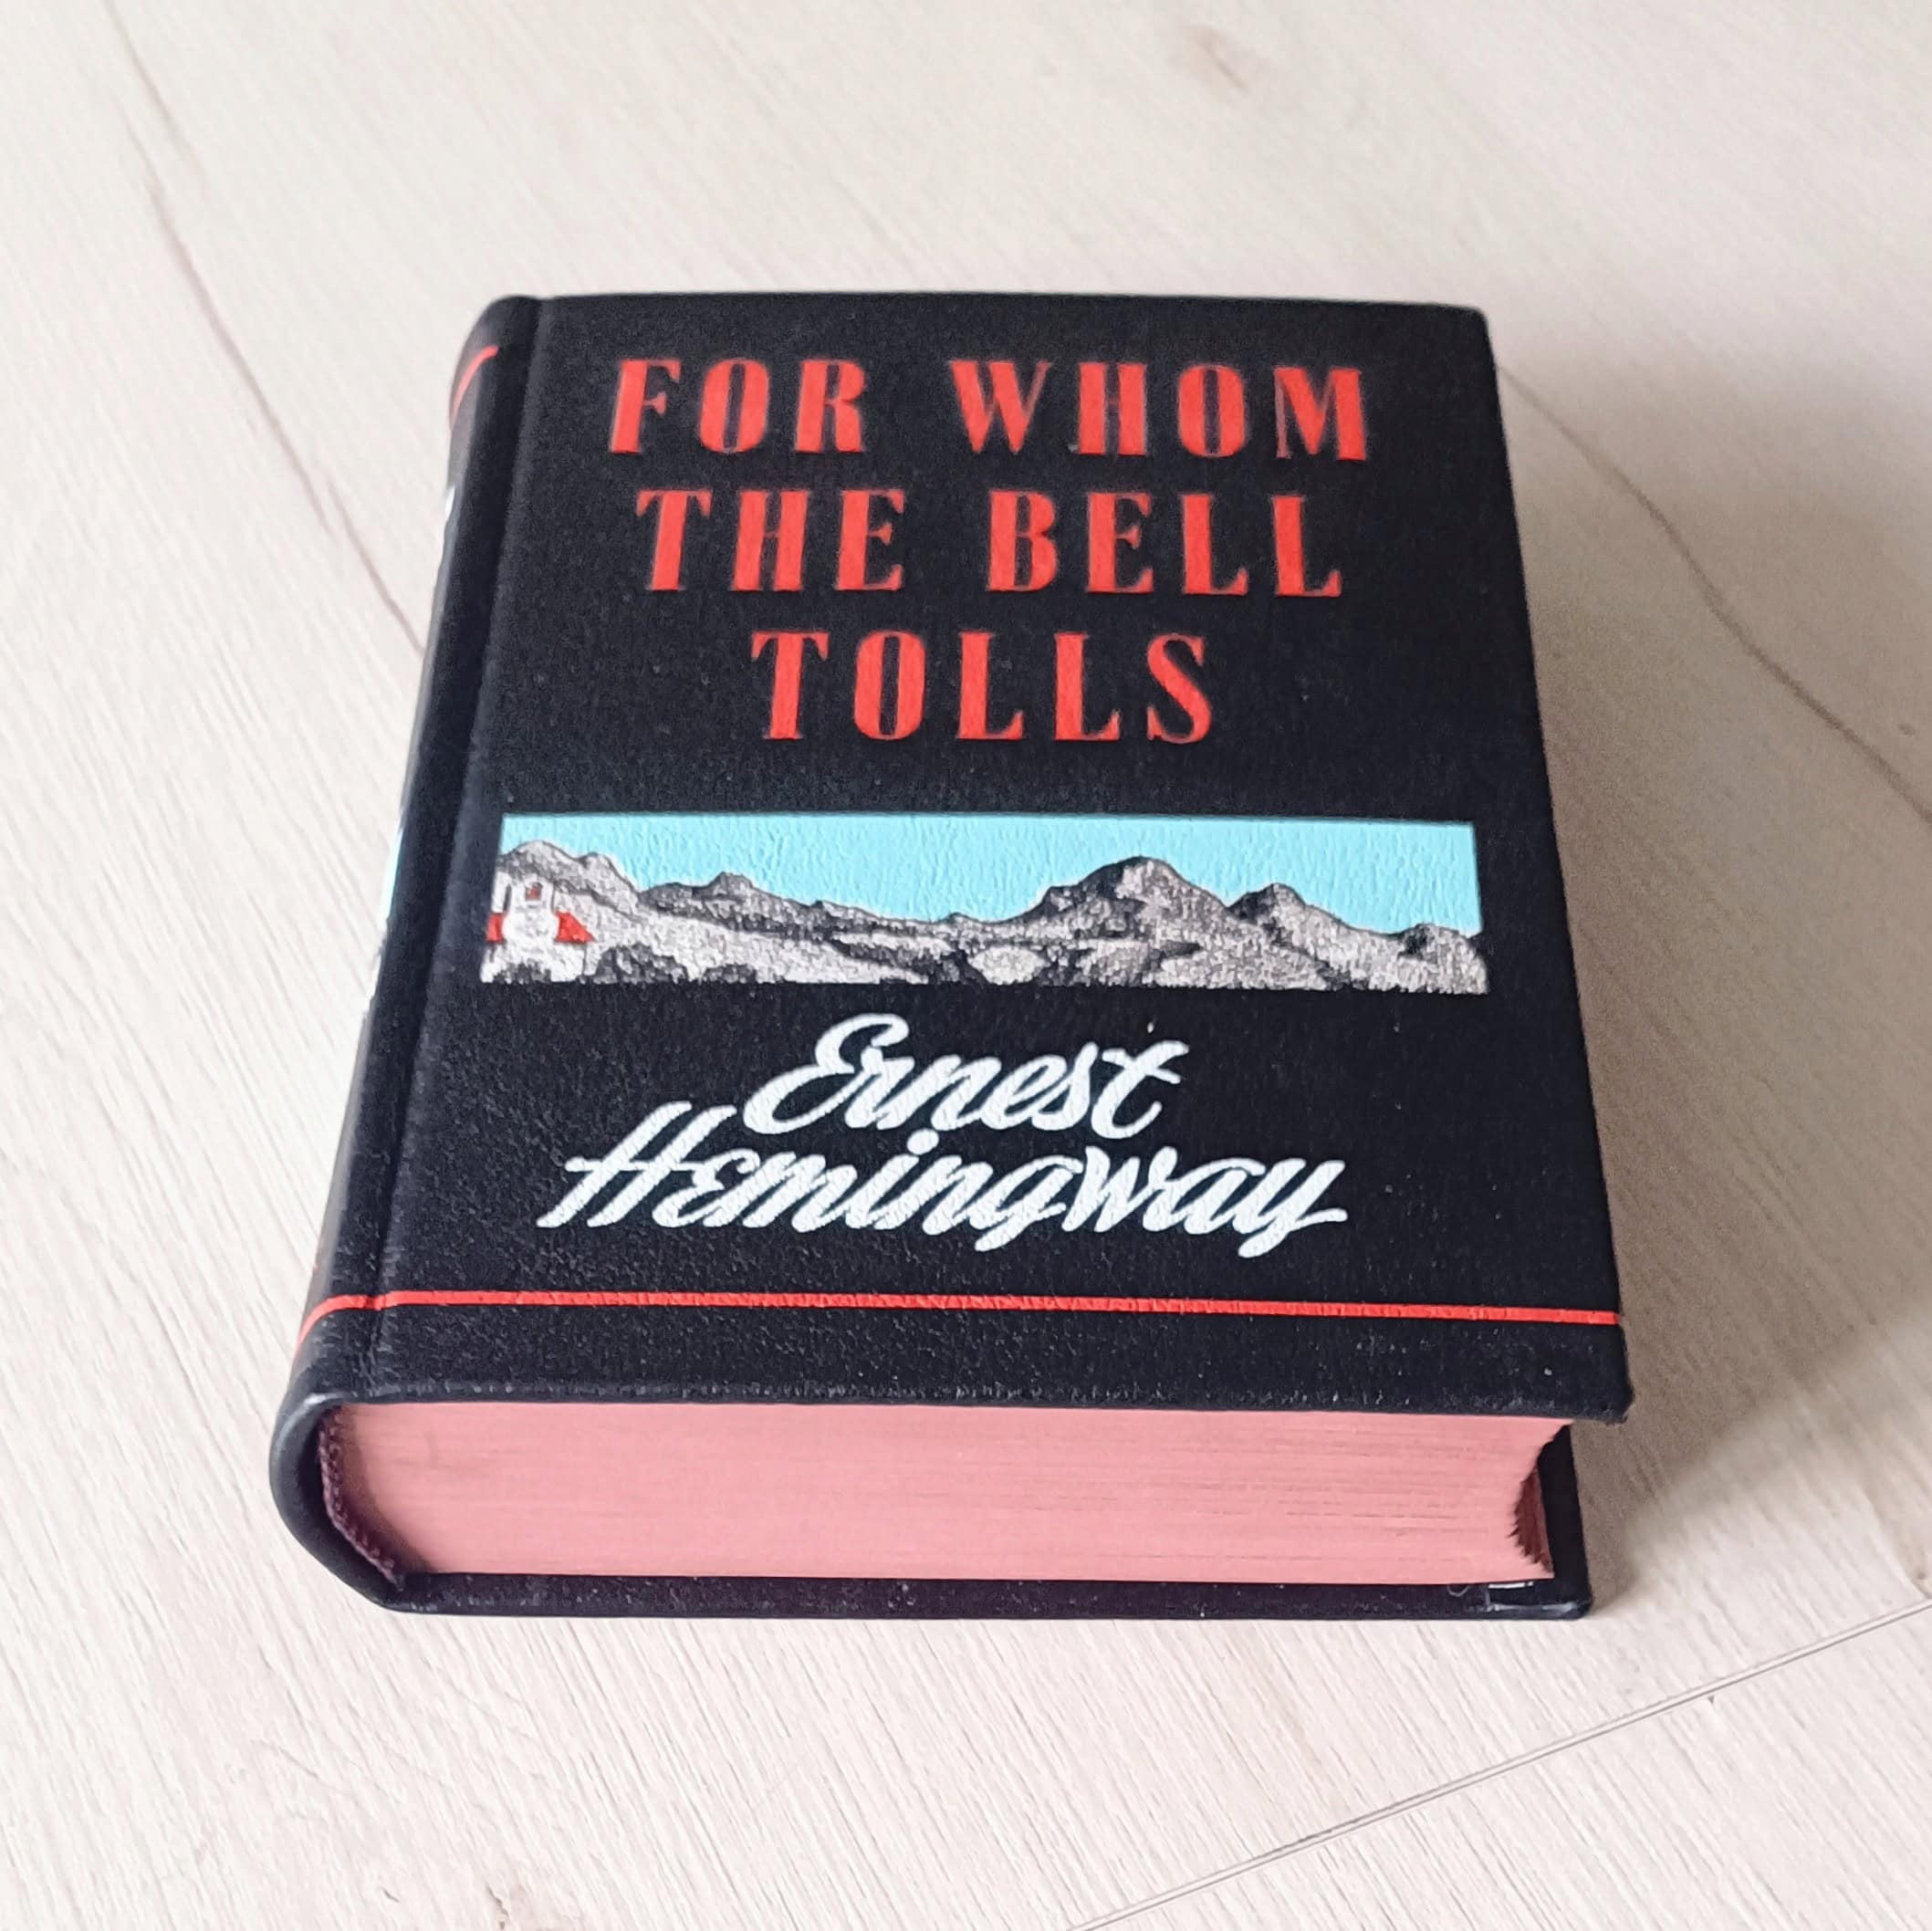 FOR WHOM
THE BELL
TOLLS
Ernest
Hemingway